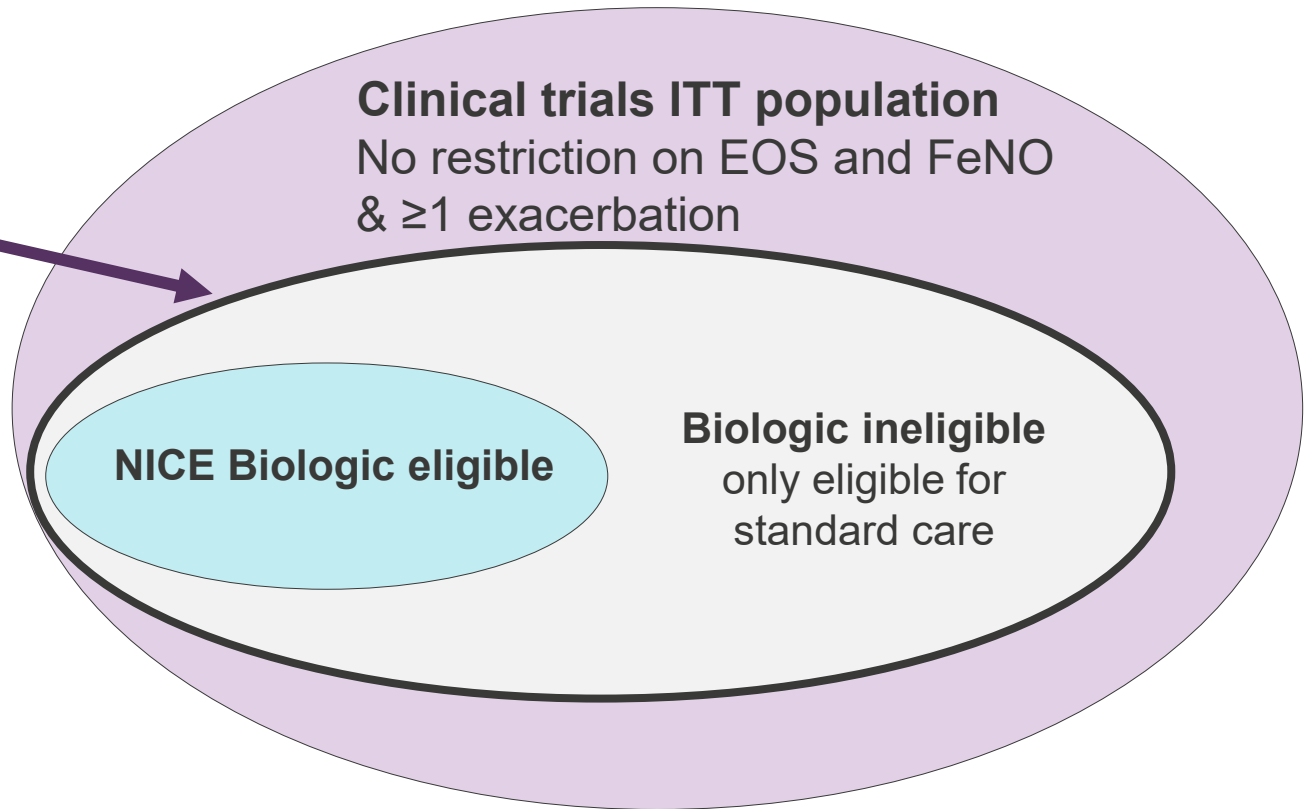 Clinical trials ITT population
No restriction on EOS and FeNO
& ≥1 exacerbation
NICE Biologic eligible
Biologic ineligible
only eligible for
standard care